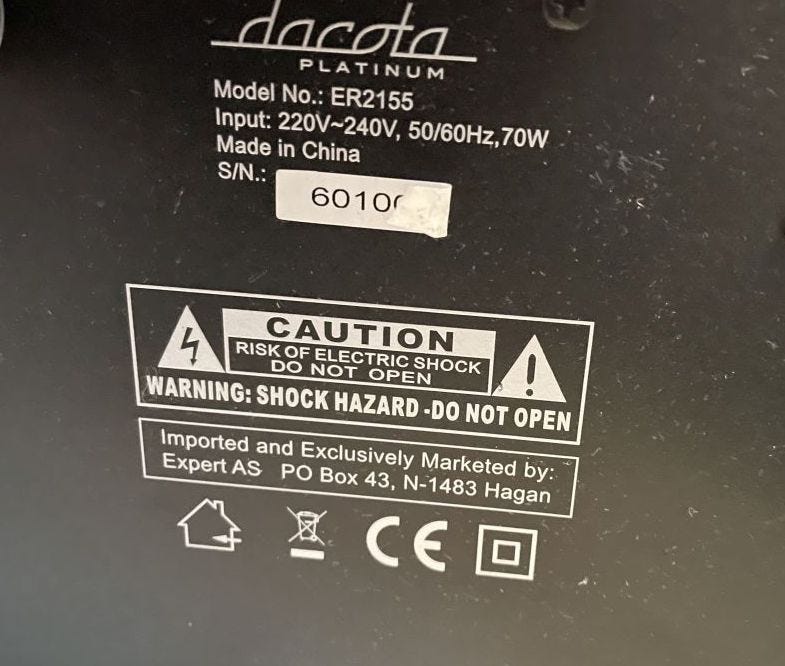 dacota
PLATINUM
Model No.: ER2155
Input: 220V~240V, 50/60Hz,70W
Made in China
S/N.:
6010
CAUTION
RISK OF ELECTRIC SHOCK
DO NOT OPEN
WARNING: SHOCK HAZARD -DO NOT OPEN
Imported and Exclusively Marketed by:
Expert AS PO Box 43, N-1483 Hagan
CE